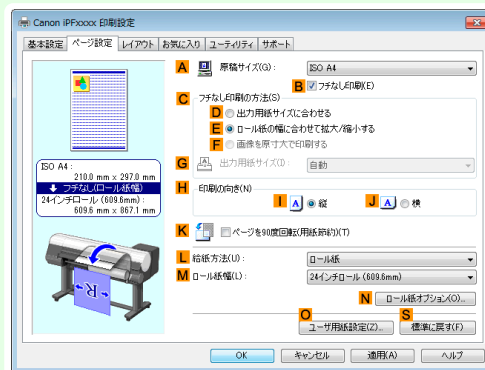 Canon iPFxxxx 印刷設定
基本設定 ページ設定 レイアウト お気に入り ユーティリティ サポート
A 原稿サイズ(G) : ISO A4
B フチなし印刷(E)
C フチなし印刷の方法(S)
D 出力用紙サイズに合わせる
E ロール紙の幅に合わせて拡大/縮小する
F 画像を原寸大で印刷する
G 出力用紙サイズ(I) : 自動
H 印刷の向き(N)
I A 縦 J A 横
K ページを90度回転(用紙節約)(T)
L 給紙方法(U) : ロール紙
M ロール紙幅(L) : 24インチロール (609.6mm)
N ロール紙オプション(O)...
O S
ユーザ用紙設定(Z)... 標準に戻す(F)
ISO A4 :
210.0 mm x 297.0 mm
フチなし(ロール紙幅)
24インチロール (609.6mm) :
609.6 mm x 867.1 mm
R
OK キャンセル 適用(A) ヘルプ